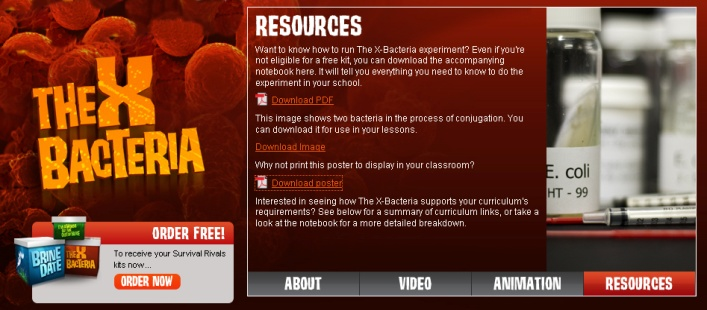 THE X
BACTERIA
ORDER FREE!
To receive your Survival Rivals
kits now...
ORDER NOW
BRINE
DATE
THE X
BACTERIA
RESOURCES
Want to know how to run The X-Bacteria experiment? Even if you're
not eligible for a free kit, you can download the accompanying
notebook here. It will tell you everything you need to know to do the
experiment in your school.
Download PDF
This image shows two bacteria in the process of conjugation. You
can download it for use in your lessons.
Download Image
Why not print this poster to display in your classroom?
Download poster
Interested in seeing how The X-Bacteria supports your curriculum's
requirements? See below for a summary of curriculum links, or take a
look at the notebook for a more detailed breakdown.
E. coli
HT - 99
ABOUT
VIDEO
ANIMATION
RESOURCES